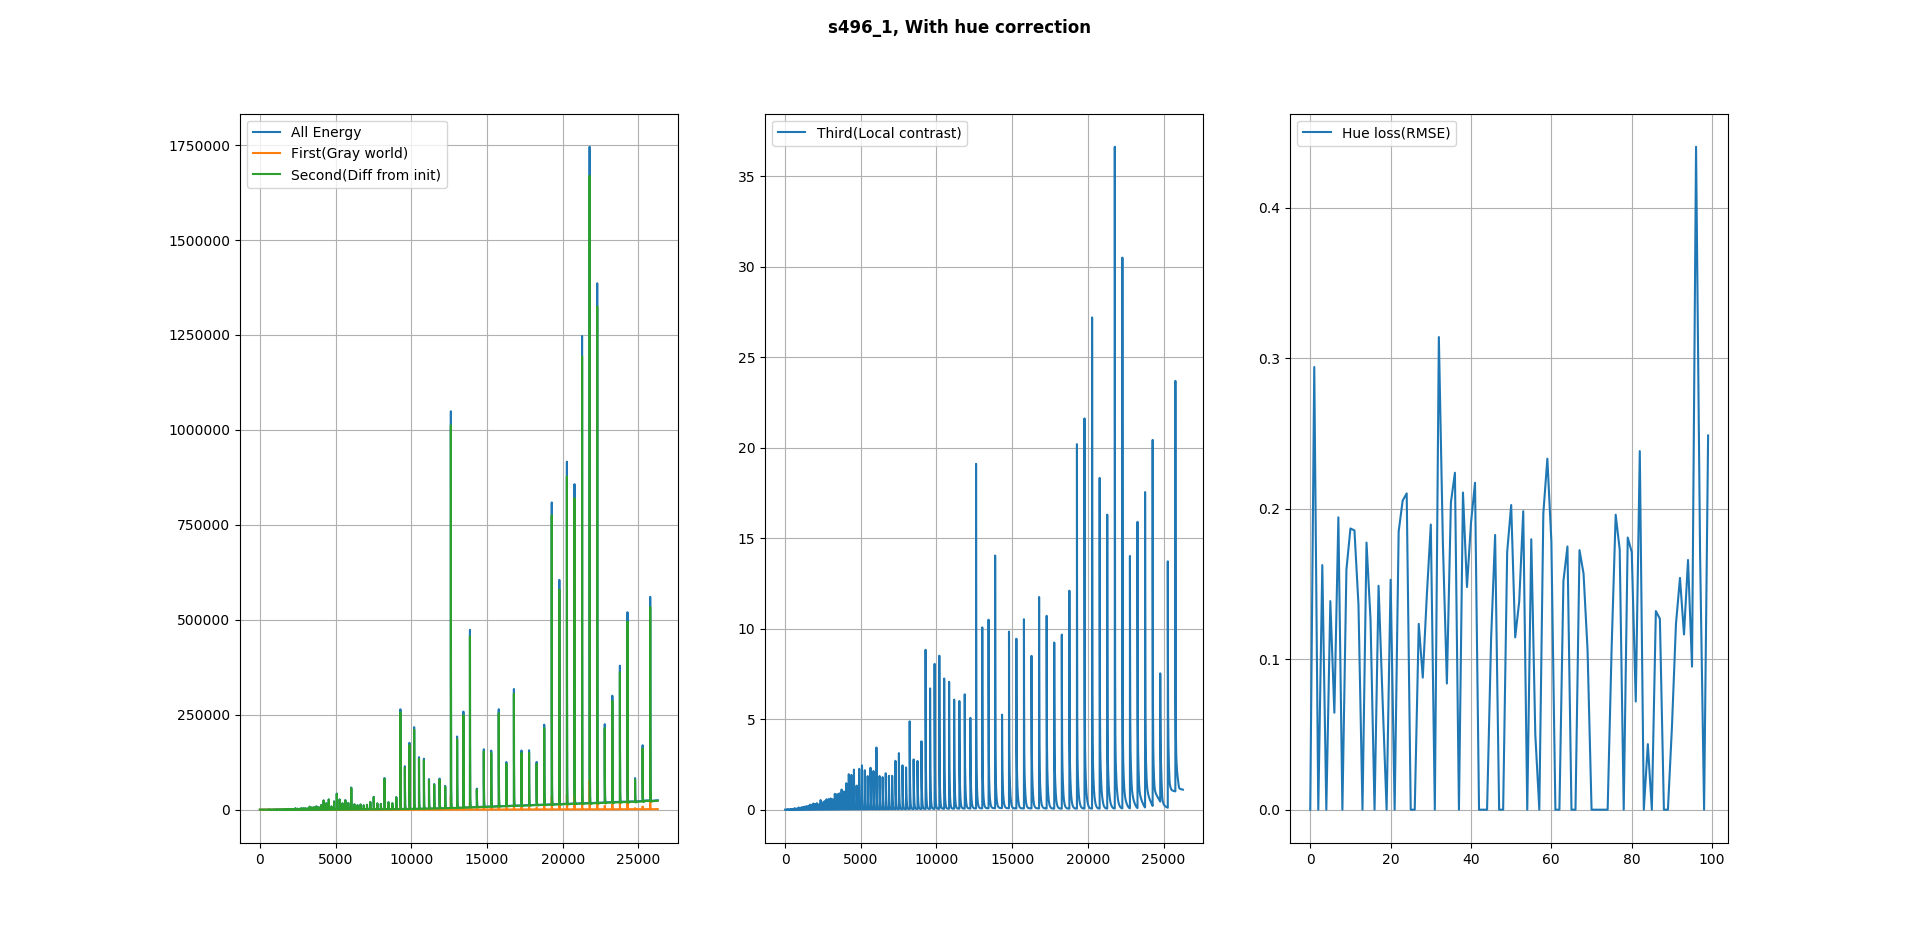 s496_1, With hue correction
All Energy
First(Gray world)
Second(Diff from init)
1750000
1500000
1250000
1000000
750000
500000
250000
0
0 5000 10000 15000 20000 25000
Third(Local contrast)
35
30
25
20
15
10
5
0
0 5000 10000 15000 20000 25000
Hue loss(RMSE)
0.4
0.3
0.2
0.1
0.0
0 20 40 60 80 100